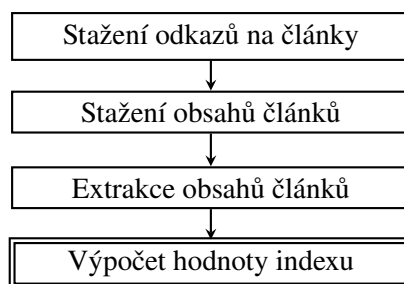 Stažení odkazů na články
Stažení obsahů článků
Extrakce obsahů článků
Výpočet hodnoty indexu